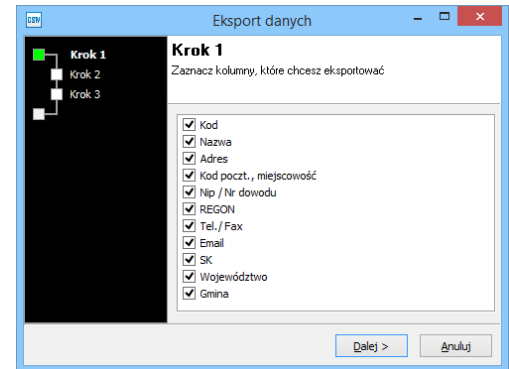 GSW
Eksport danych
Krok 1
Krok 2
Krok 3
Krok 1
Zaznacz kolumny, które chcesz eksportować
Kod
Nazwa
Adres
Kod poczt., miejscowość
Nip / Nr dowodu
REGON
Tel./ Fax
Email
SK
Województwo
Gmina
Dalej >
Anuluj